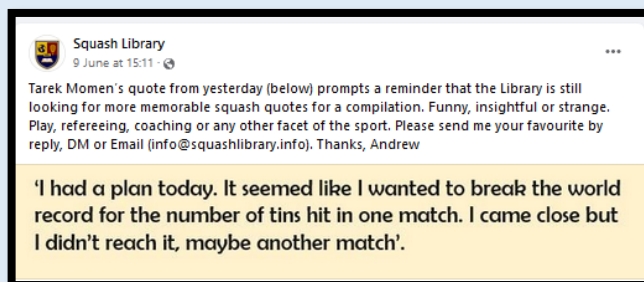 Squash Library
9 June at 15:11 ·
Tarek Momen's quote from yesterday (below) prompts a reminder that the Library is still
looking for more memorable squash quotes for a compilation. Funny, insightful or strange.
Play, refereeing, coaching or any other facet of the sport. Please send me your favourite by
reply, DM or Email (info@squashlibrary.info). Thanks, Andrew
‘I had a plan today. It seemed like I wanted to break the world
record for the number of tins hit in one match. I came close but
I didn’t reach it, maybe another match’.